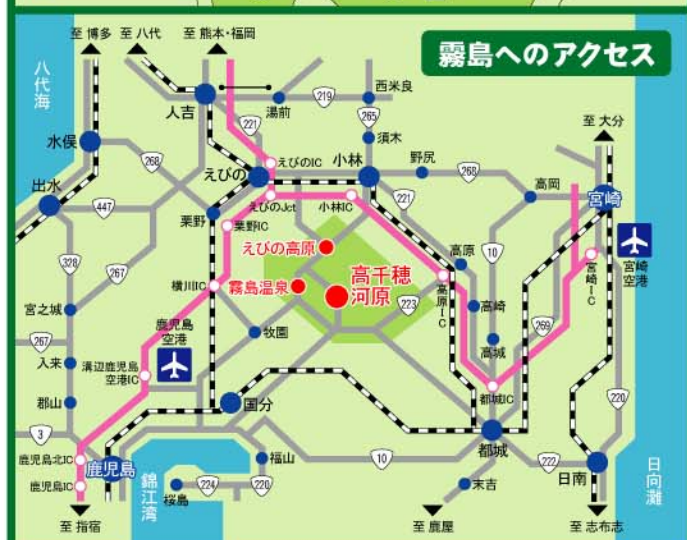 霧島へのアクセス
至 博多
至 八代
至 熊本・福岡
八代海
人吉
湯前
219
西米良
265
221
須木
至 大分
水俣
268
えびのIC
えびの
小林
野尻
268
出水
447
えびのJct
小林IC
221
高岡
宮崎
栗野
栗野IC
えびの高原
10
328
267
横川IC
霧島温泉
高千穂
河原
高原
高原IC
223
宮崎IC
宮崎
空港
宮之城
鹿児島
空港
牧園
高崎
269
267
高城
入来
溝辺鹿児島
空港IC
都城IC
220
郡山
国分
3
都城
鹿児島北IC
鹿児島
福山
10
222
日南
日向灘
鹿児島IC
錦江湾
桜島
224
220
末吉
至 指宿
至 鹿屋
至 志布志